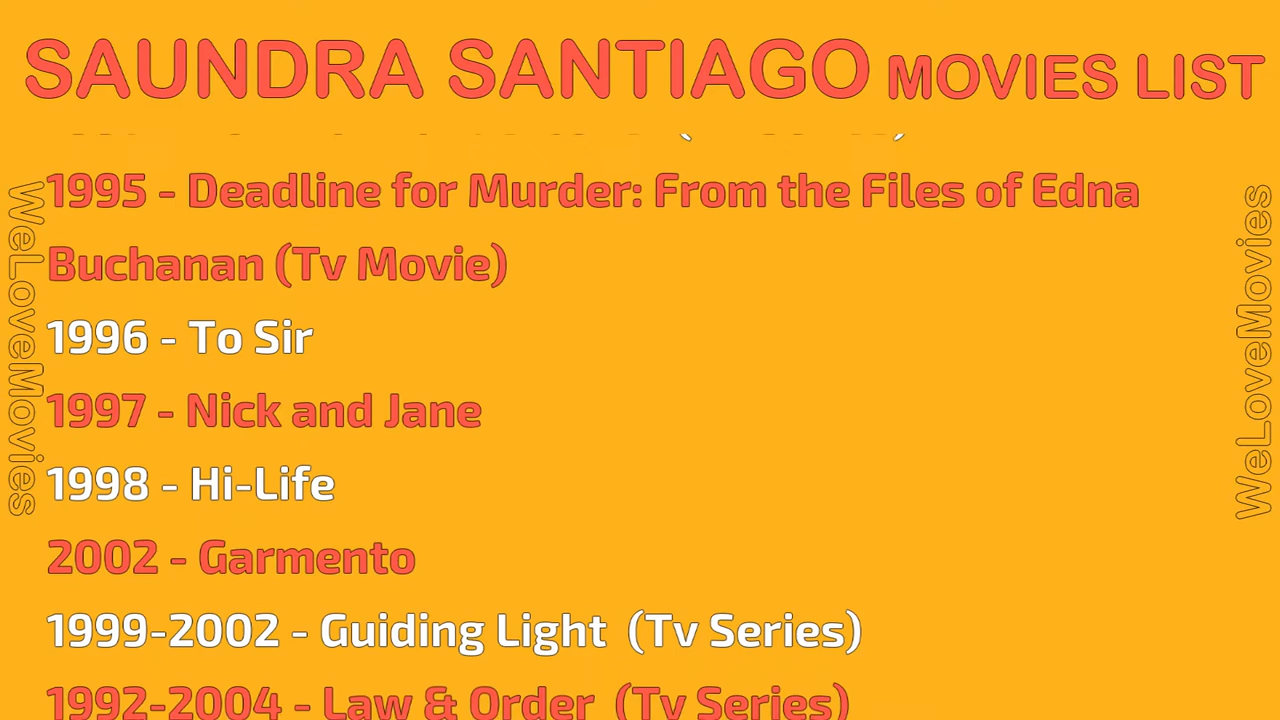 SAUNDRA SANTIAGO MOVIES LIST
1995 - Deadline for Murder: From the Files of Edna
Buchanan (Tv Movie)
1996 - To Sir
1997 - Nick and Jane
1998 - Hi-Life
2002 - Garmento
1999-2002 - Guiding Light (Tv Series)
1992-2004 - Law & Order (Tv Series)
WeLoveMovies
WeLoveMovies